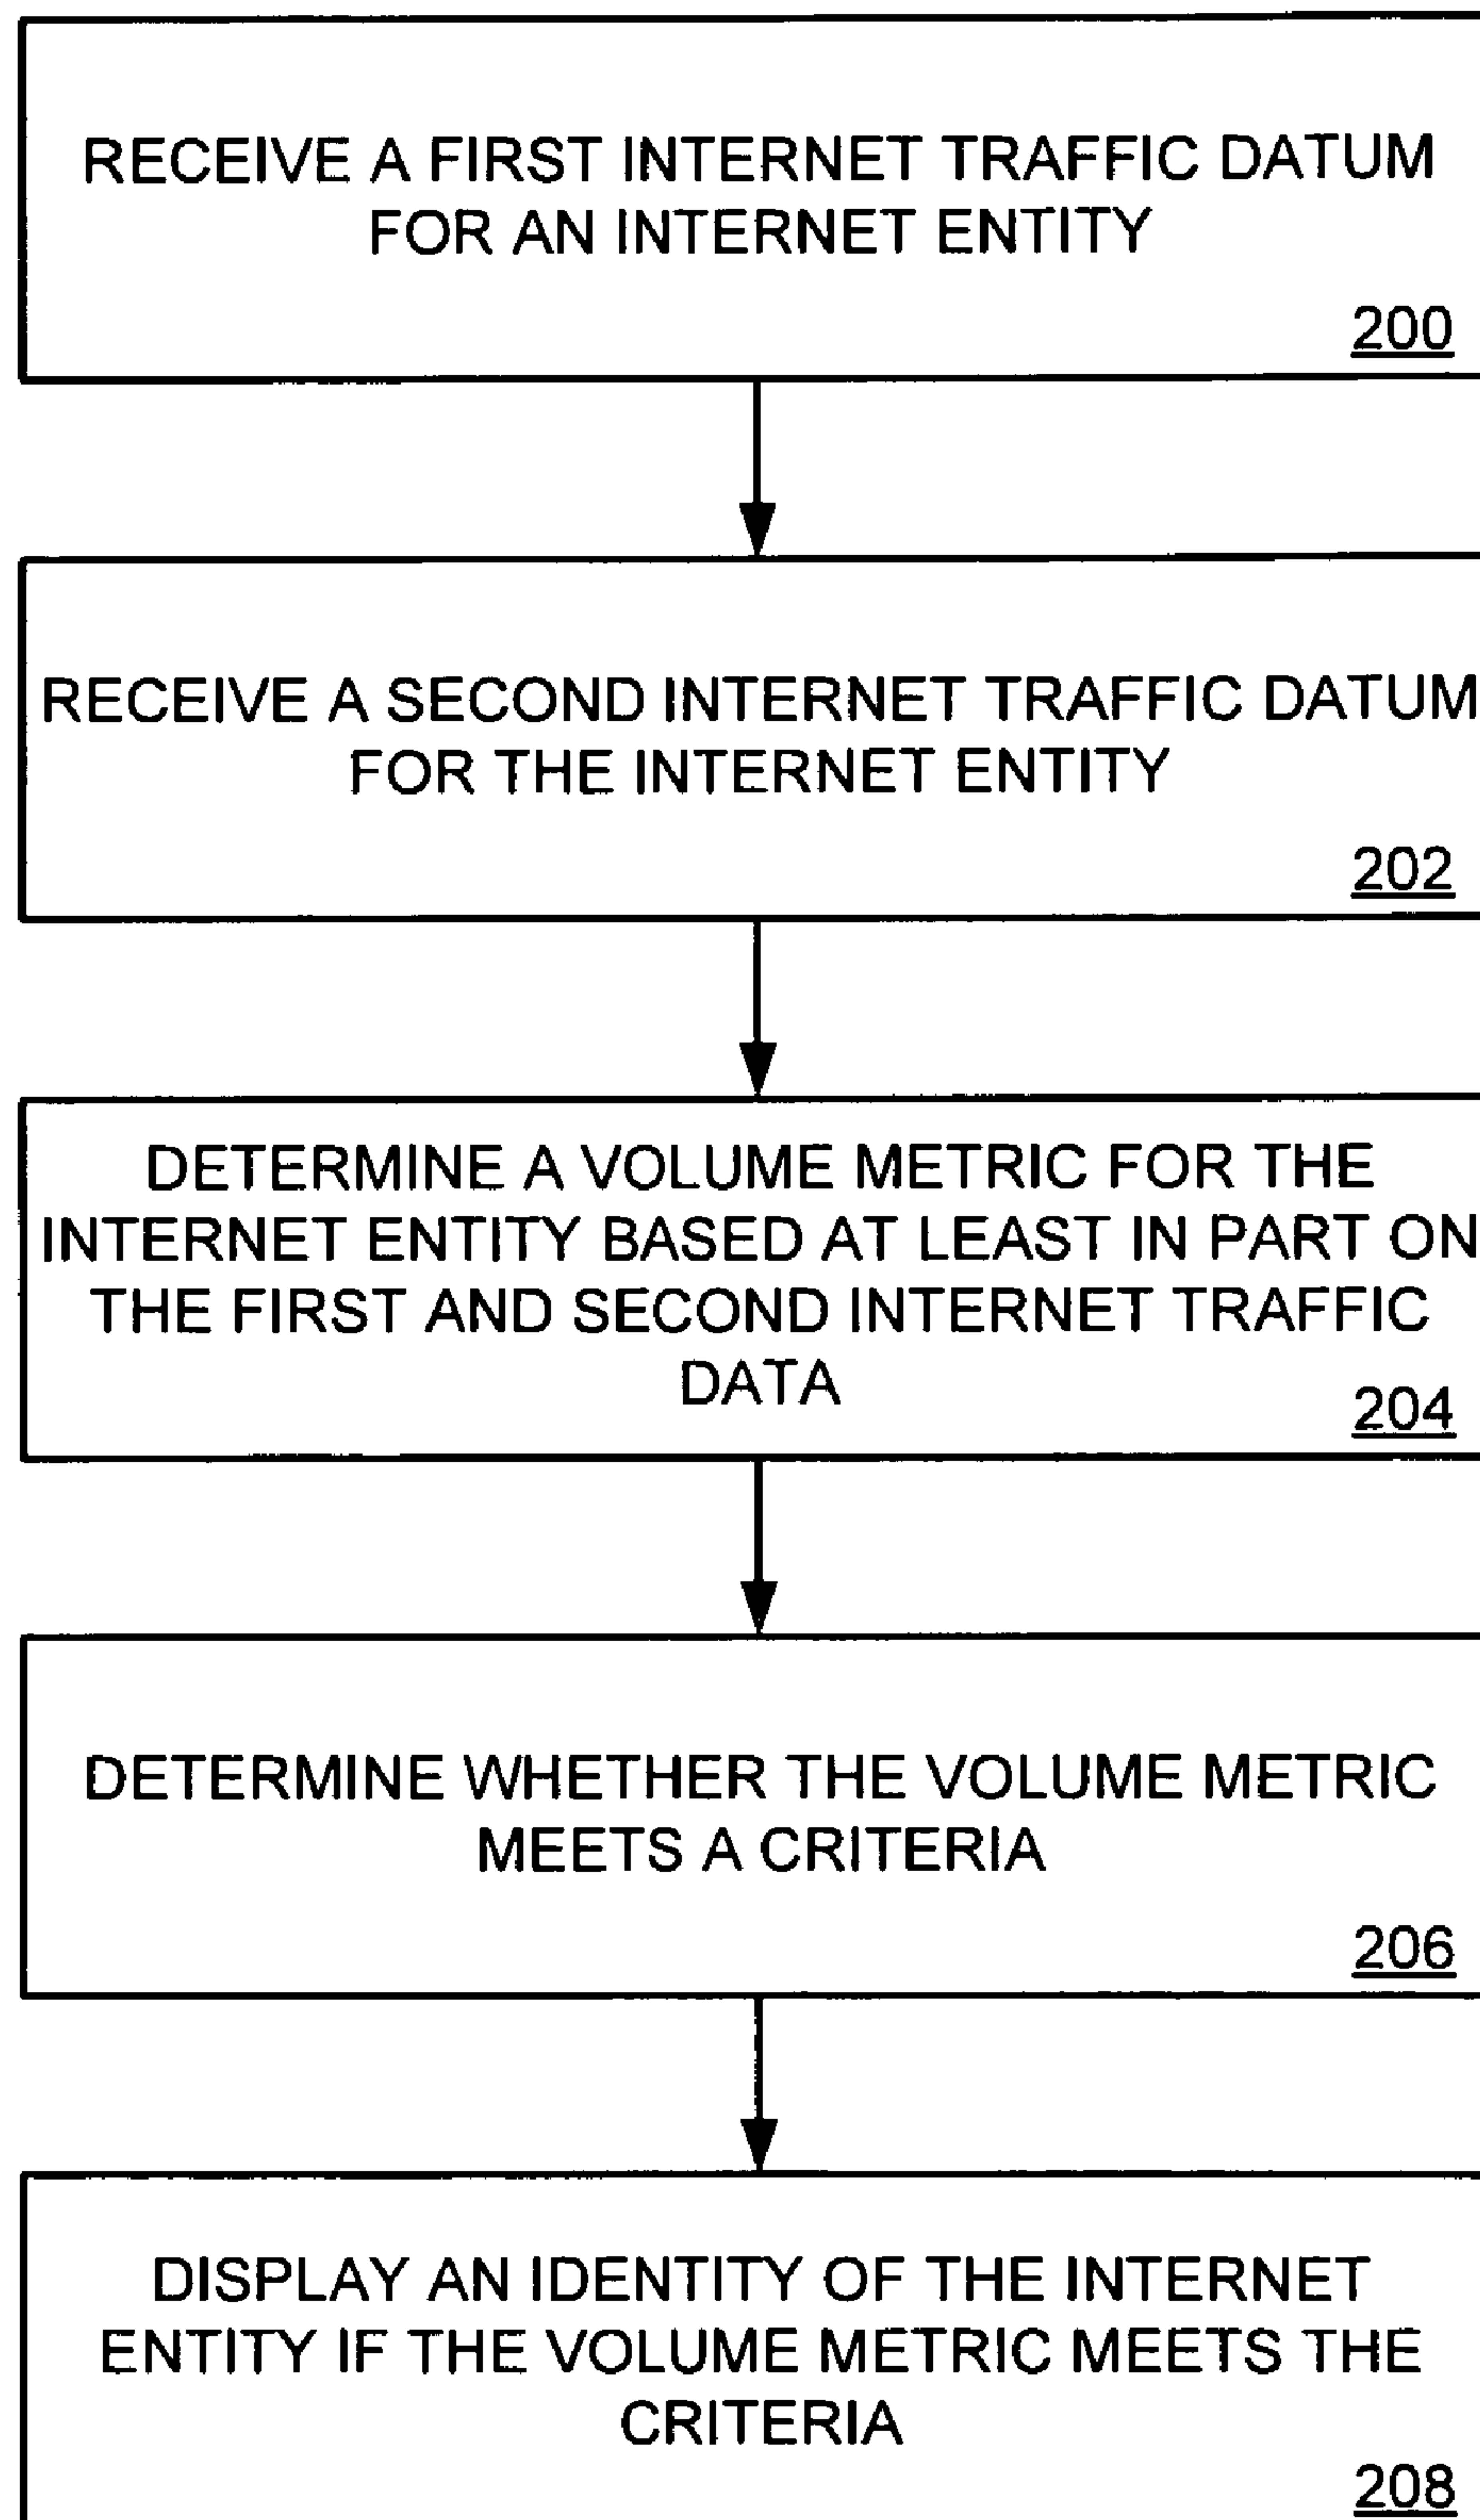 RECEIVE A FIRST INTERNET TRAFFIC DATUM
FOR AN INTERNET ENTITY
200
RECEIVE A SECOND INTERNET TRAFFIC DATUM
FOR THE INTERNET ENTITY
202
DETERMINE A VOLUME METRIC FOR THE
INTERNET ENTITY BASED AT LEAST IN PART ON
THE FIRST AND SECOND INTERNET TRAFFIC
DATA
204
DETERMINE WHETHER THE VOLUME METRIC
MEETS A CRITERIA
206
DISPLAY AN IDENTITY OF THE INTERNET
ENTITY IF THE VOLUME METRIC MEETS THE
CRITERIA
208